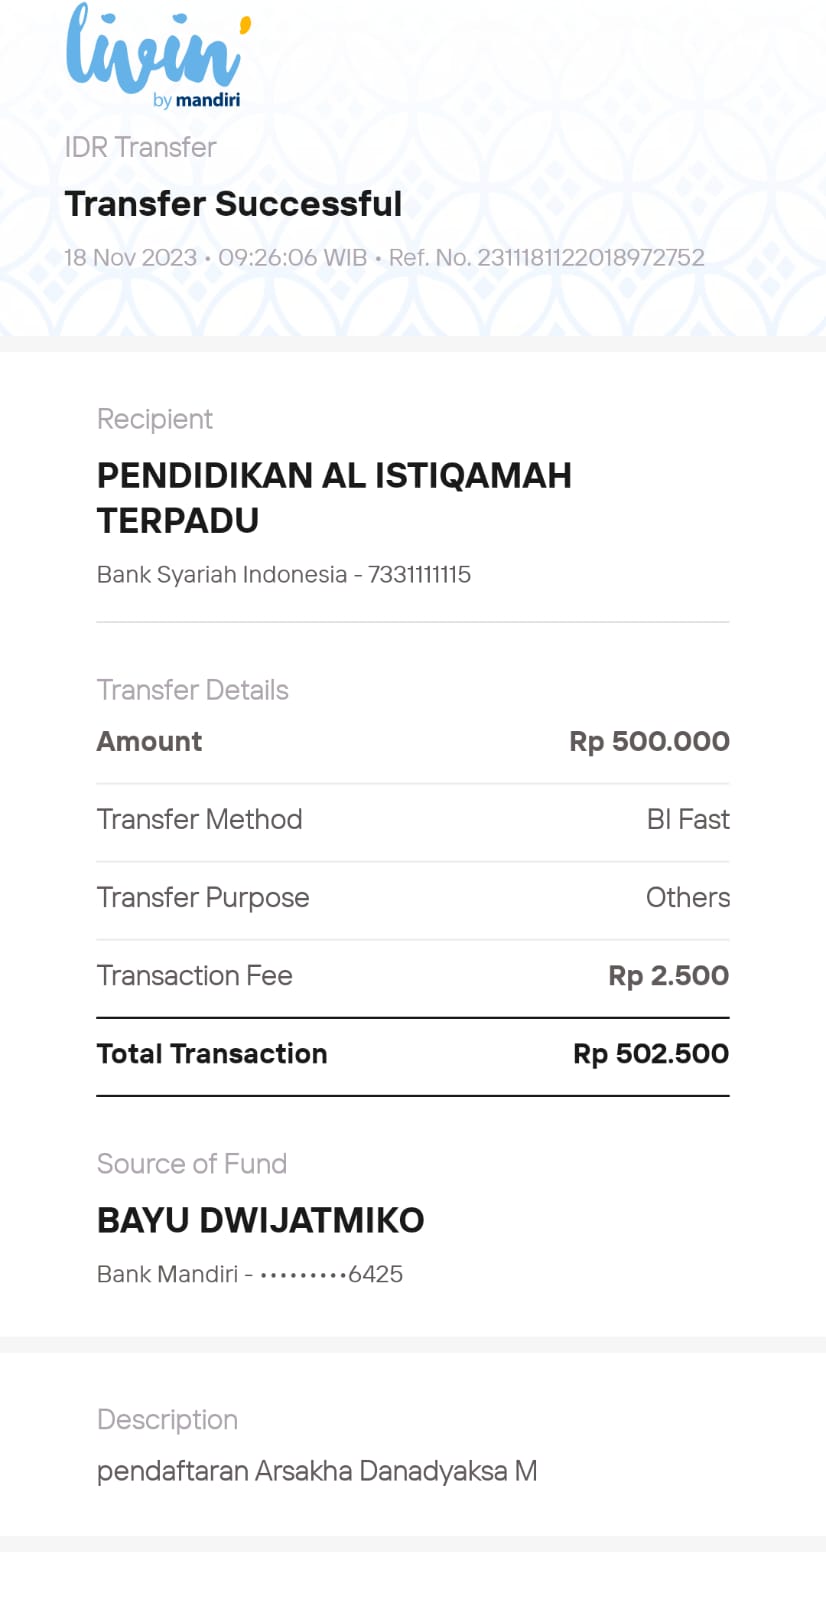 livin'
by mandiri
IDR Transfer
Transfer Successful
18 Nov 2023 • 09:26:06 WIB • Ref. No. 2311181122018972752
Recipient
PENDIDIKAN AL ISTIQAMAH
TERPADU
Bank Syariah Indonesia - 7331111115
Transfer Details
Amount Rp 500.000
Transfer Method BI Fast
Transfer Purpose Others
Transaction Fee Rp 2.500
Total Transaction Rp 502.500
Source of Fund
BAYU DWIJATMIKO
Bank Mandiri - •••••••••6425
Description
pendaftaran Arsakha Danadyaksa M